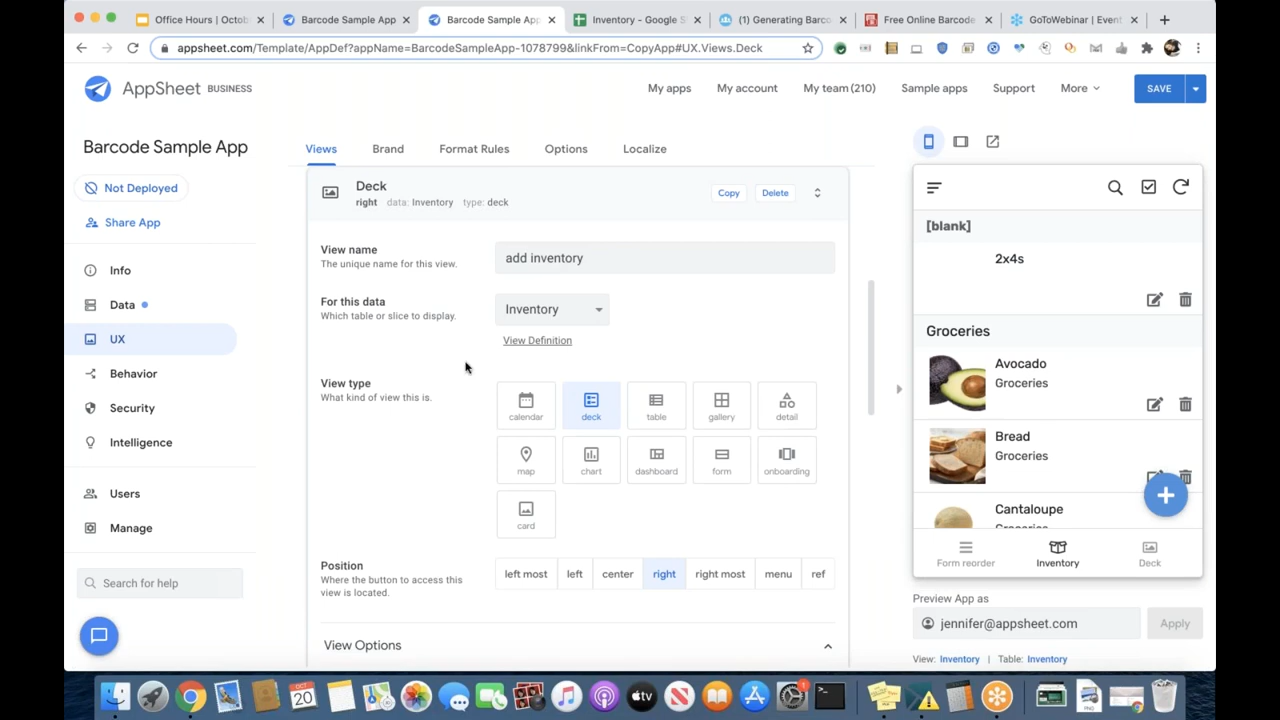 Office Hours | Octob
Barcode Sample App
Barcode Sample App
Inventory - Google S
(1) Generating Barco
Free Online Barcode
GoToWebinar | Event
appsheet.com/Template/AppDef?appName=BarcodeSampleApp-1078799&linkFrom=CopyApp#UX.Views.Deck
AppSheet BUSINESS
My apps
My account
My team (210)
Sample apps
Support
More
SAVE
Barcode Sample App
Not Deployed
Share App
Info
Data
UX
Behavior
Security
Intelligence
Users
Manage
Search for help
Views
Brand
Format Rules
Options
Localize
Deck
right data: Inventory type: deck
Copy
Delete
View name
The unique name for this view.
add inventory
For this data
Which table or slice to display.
Inventory
View Definition
View type
What kind of view this is.
calendar
deck
table
gallery
detail
map
chart
dashboard
form
onboarding
card
Position
Where the button to access this
view is located.
left most
left
center
right
right most
menu
ref
View Options
[blank]
2x4s
Groceries
Avocado
Groceries
Bread
Groceries
Cantaloupe
Groceries
Form reorder
Inventory
Deck
Preview App as
jennifer@appsheet.com
Apply
View: Inventory | Table: Inventory
OCT
20
tv
1